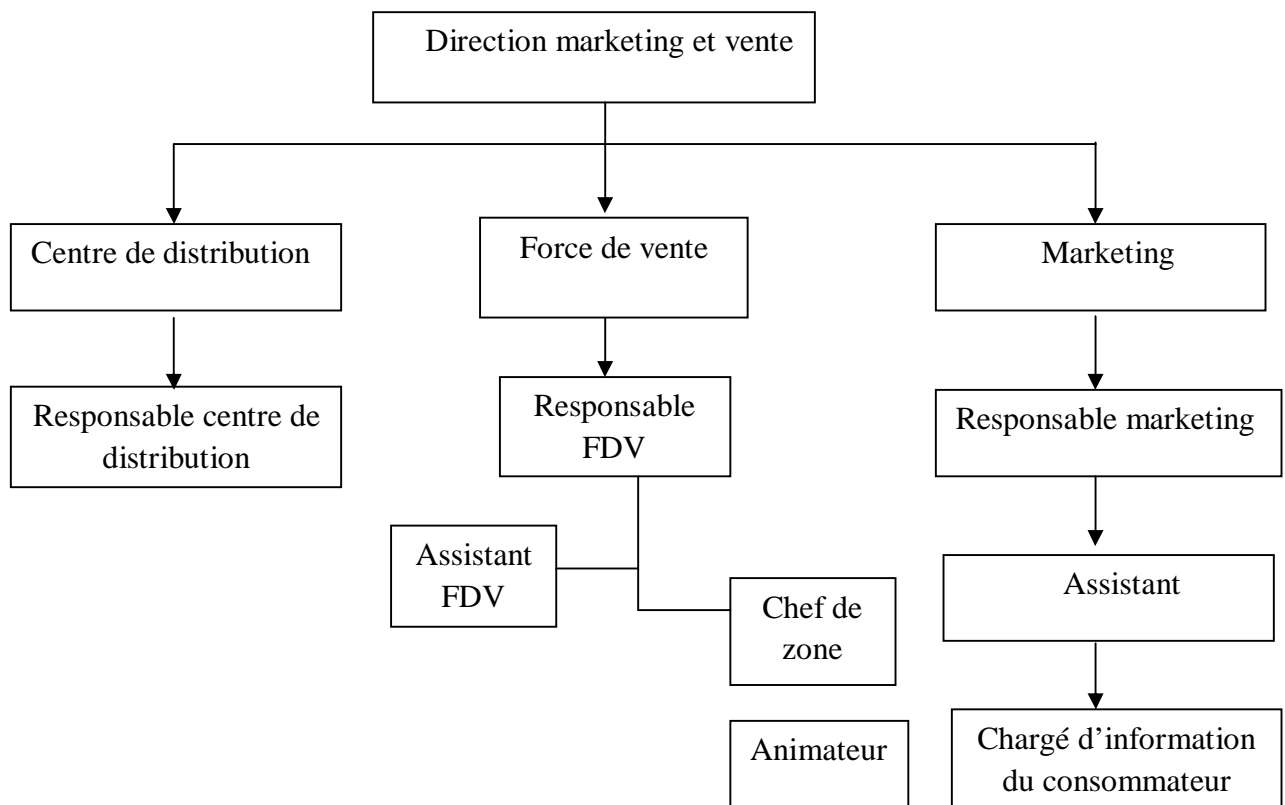 Direction marketing et vente
Centre de distribution
Force de vente
Marketing
Responsable centre de
distribution
Responsable
FDV
Responsable marketing
Assistant
FDV
Chef de
zone
Assistant
Animateur
Chargé d’information
du consommateur